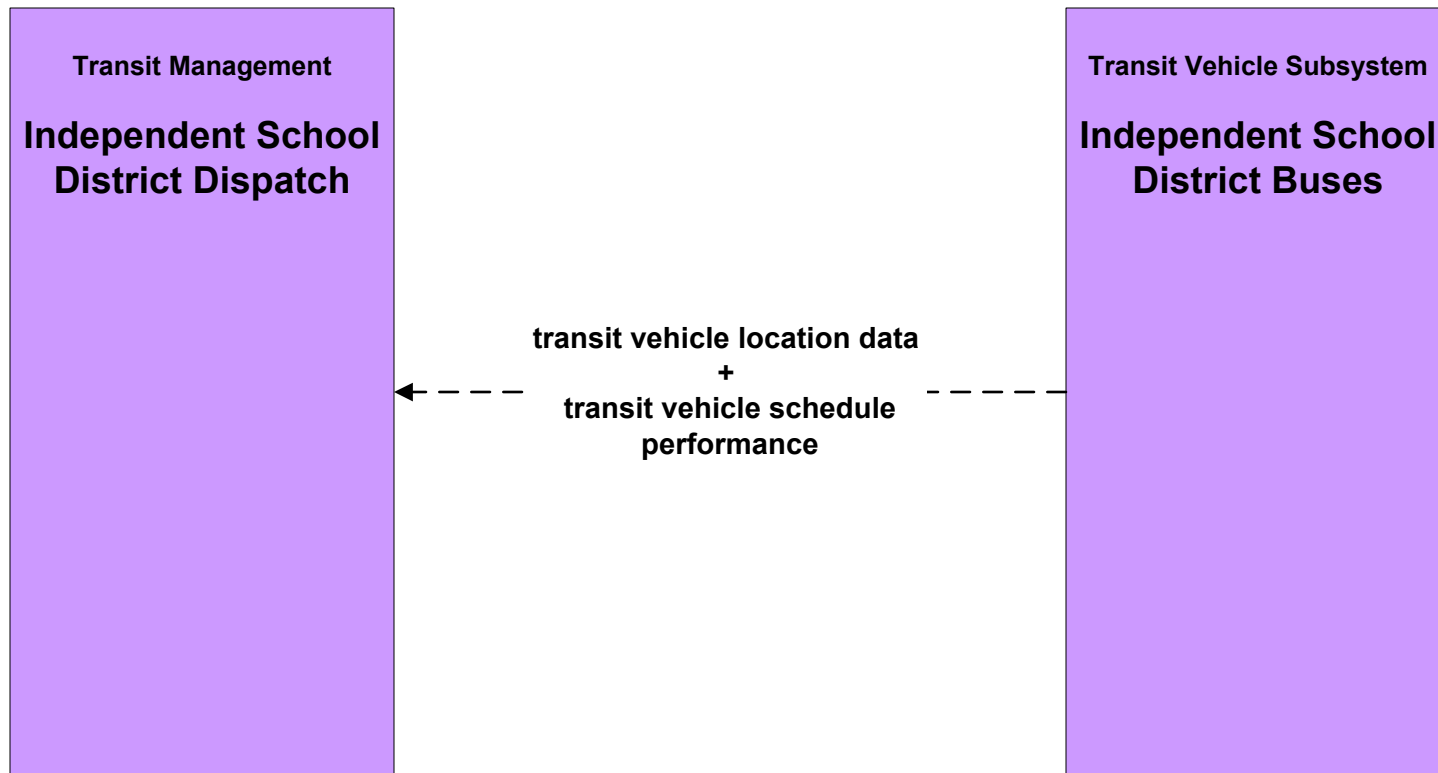 Transit Management
Independent School
District Dispatch
transit vehicle location data
+
transit vehicle schedule
performance
Transit Vehicle Subsystem
Independent School
District Buses